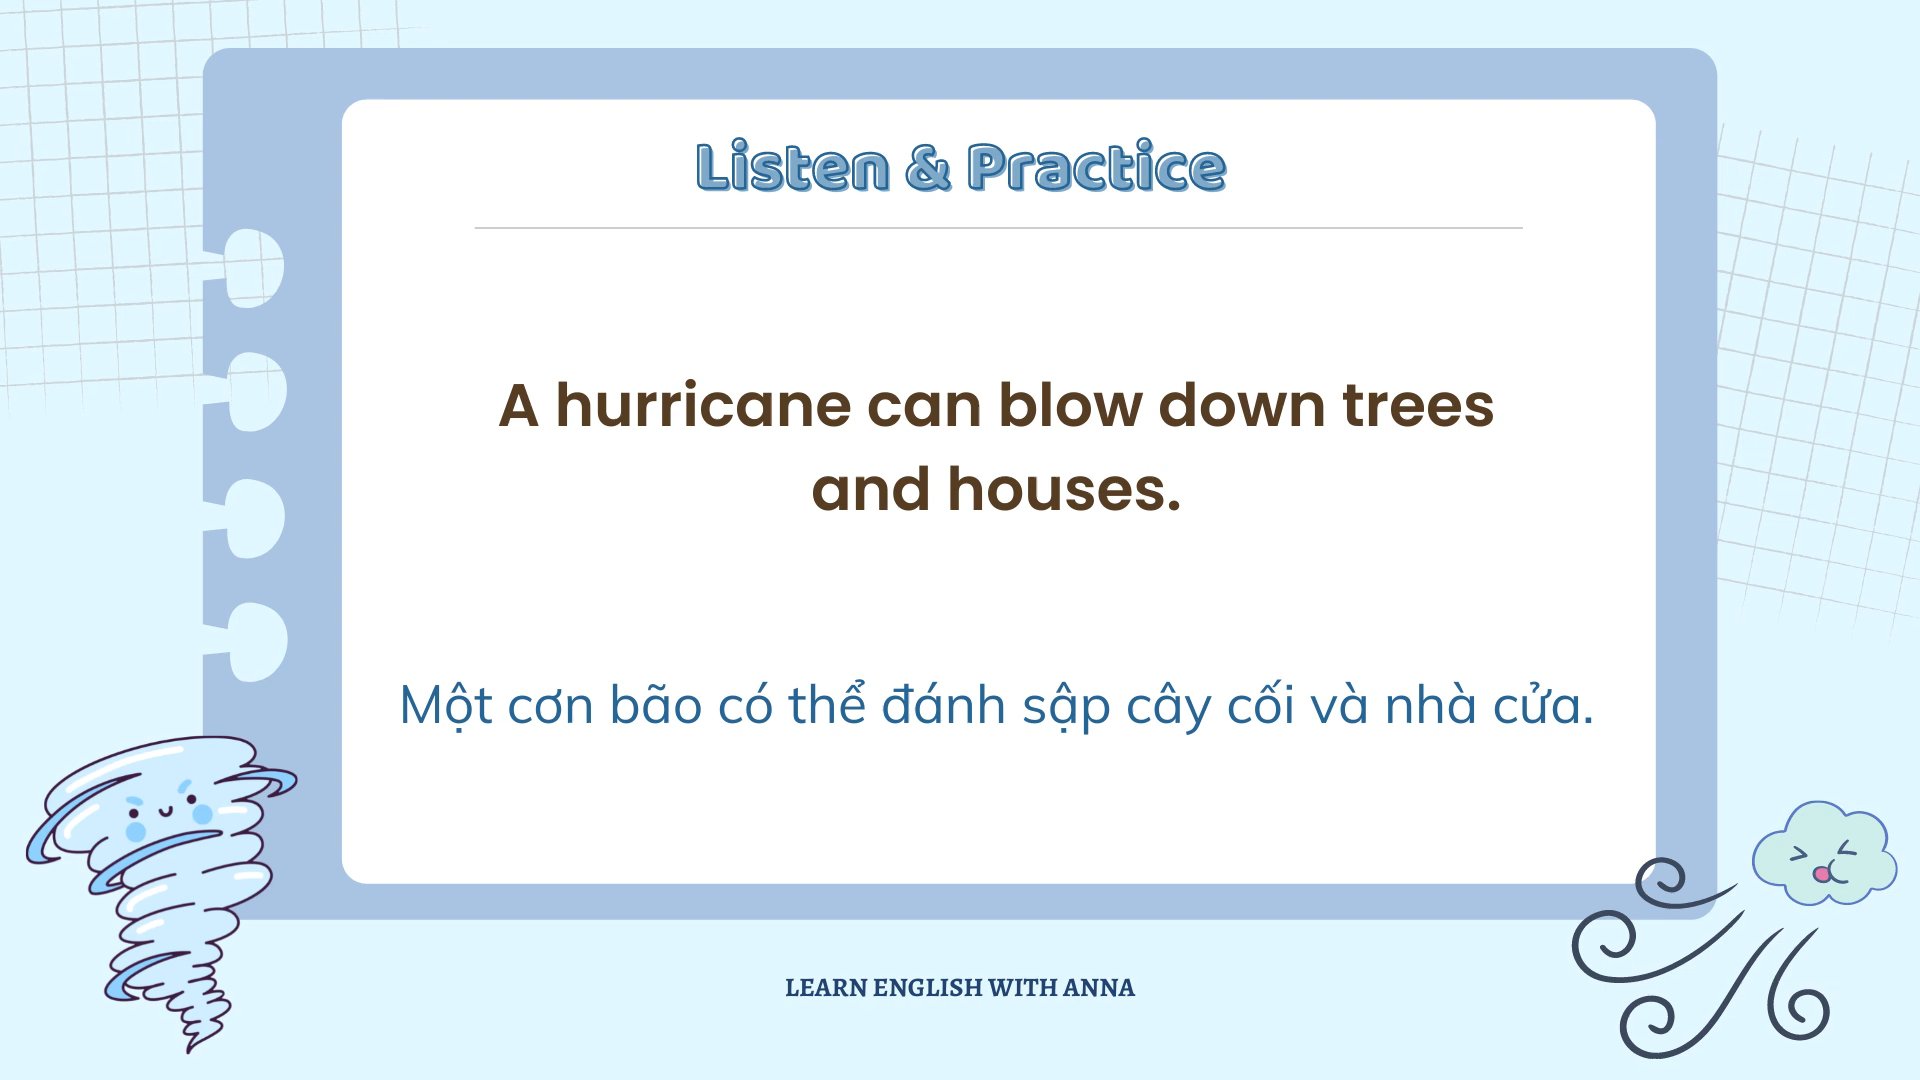 Listen & Practice
A hurricane can blow down trees
and houses.
Một cơn bão có thể đánh sập cây cối và nhà cửa.
LEARN ENGLISH WITH ANNA